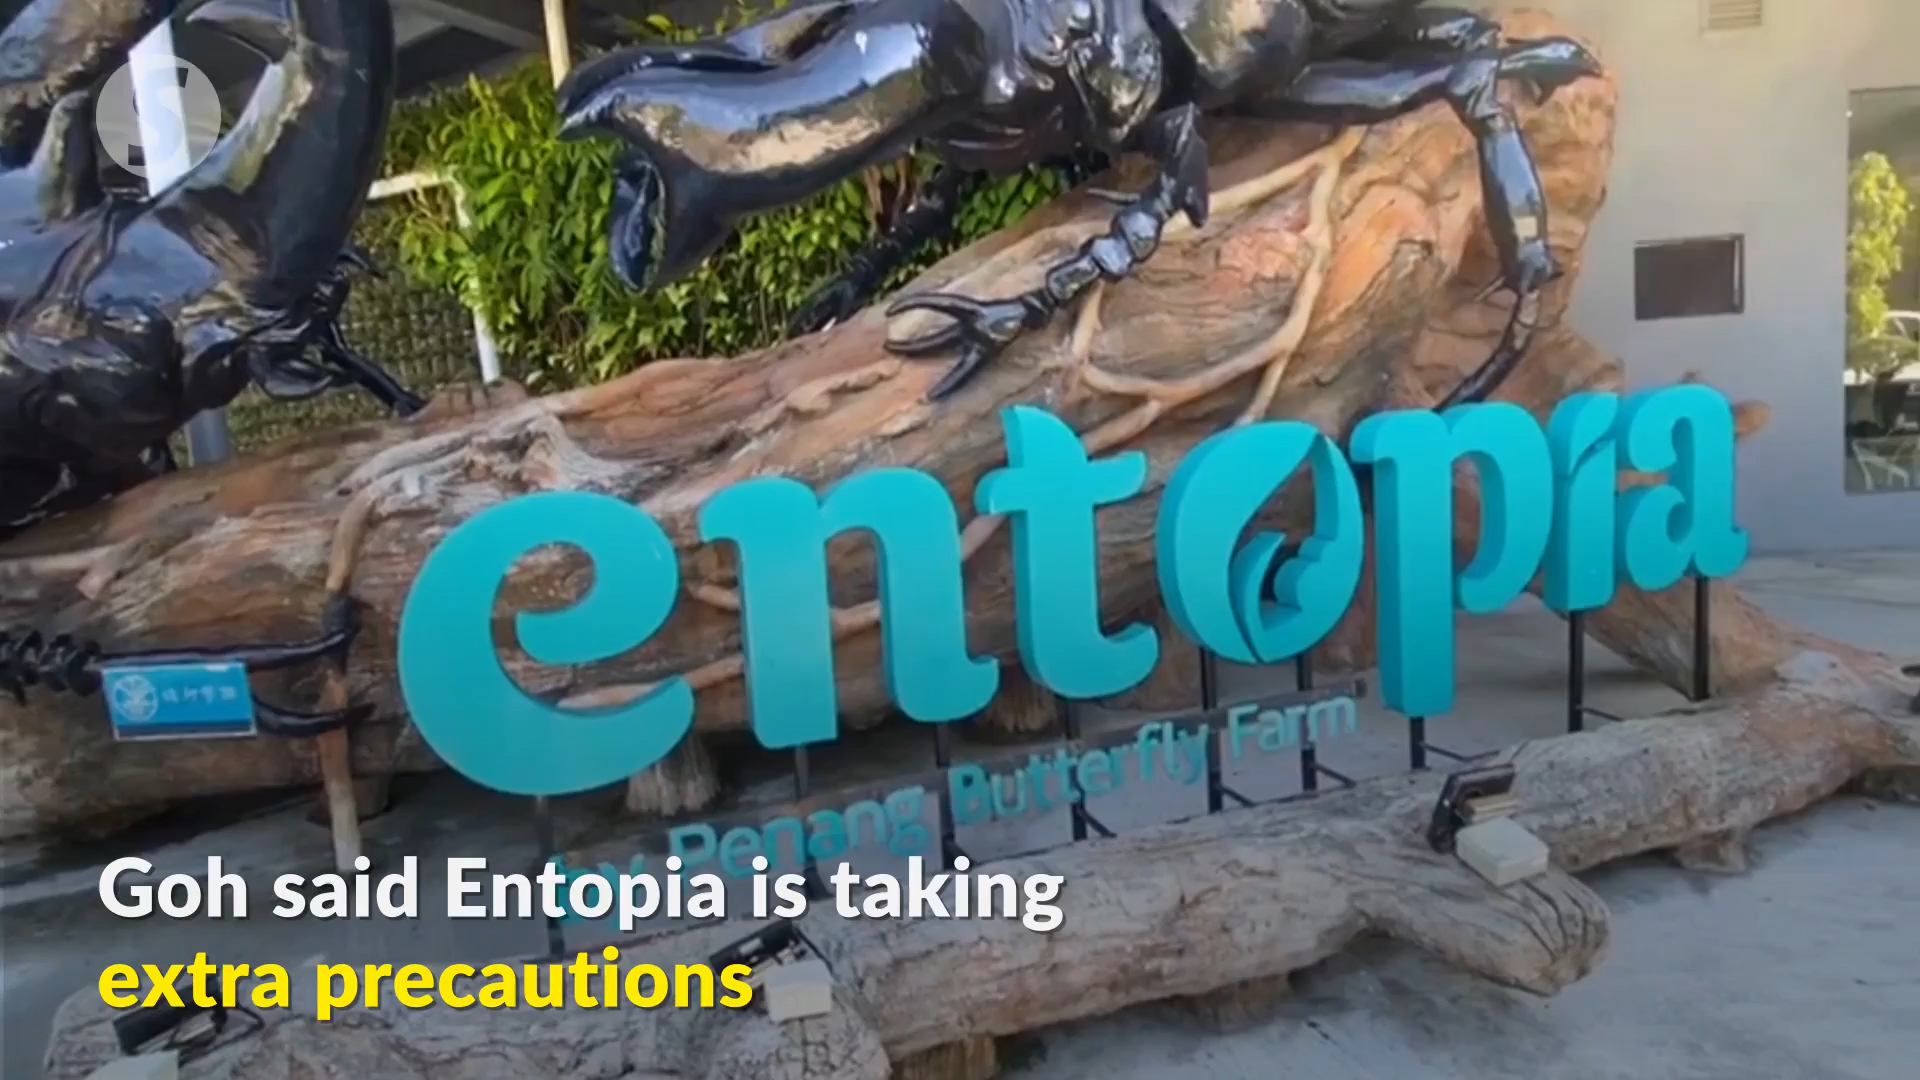 S
entopia
by Penang Butterfly Farm
Goh said Entopia is taking
extra precautions